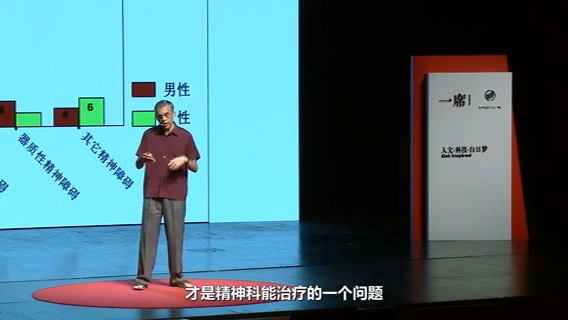 男性
性
6
4
器质性精神障碍
其它精神障碍
碍
一席
人文·科技·白日梦
Get Inspired
才是精神科能治疗的一个问题